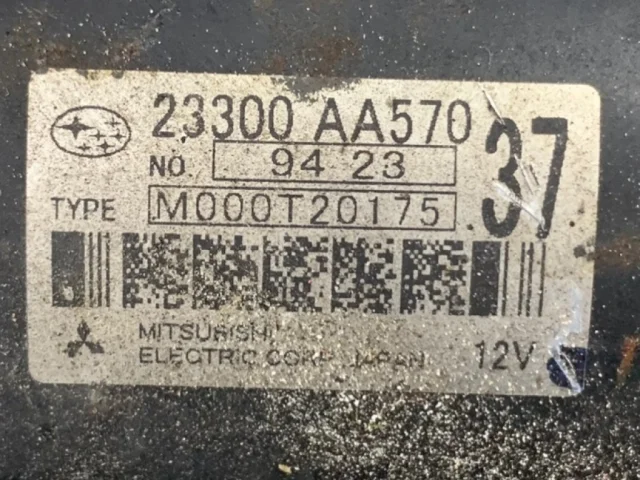 23300 AA570
37
NO. 94 23
TYPE M000T20175
MITSUBISHI
ELECTRIC CORP. JAPAN 12V